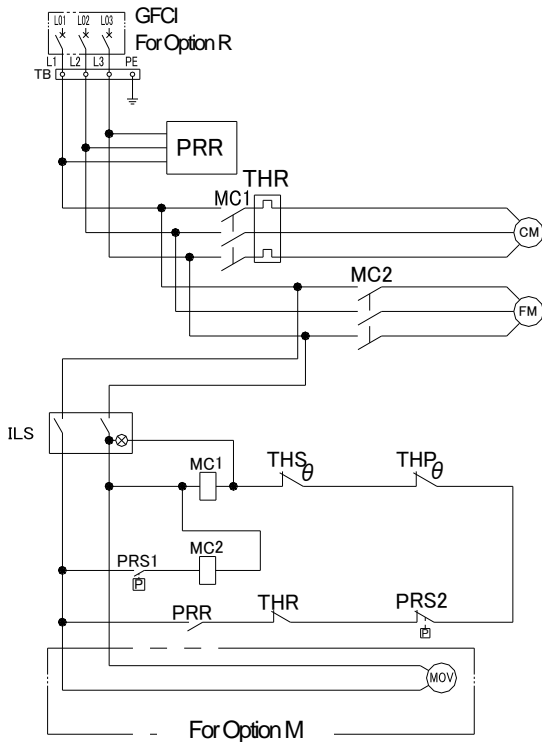 GFCI
For Option R
L01 L02 L03
L1 L2 L3 PE
TB
PRR
THR
MC1
CM
MC2
FM
ILS
MC1 THS θ THP θ
PRS1 MC2
P
PRR THR PRS2
P
MOV
For Option M